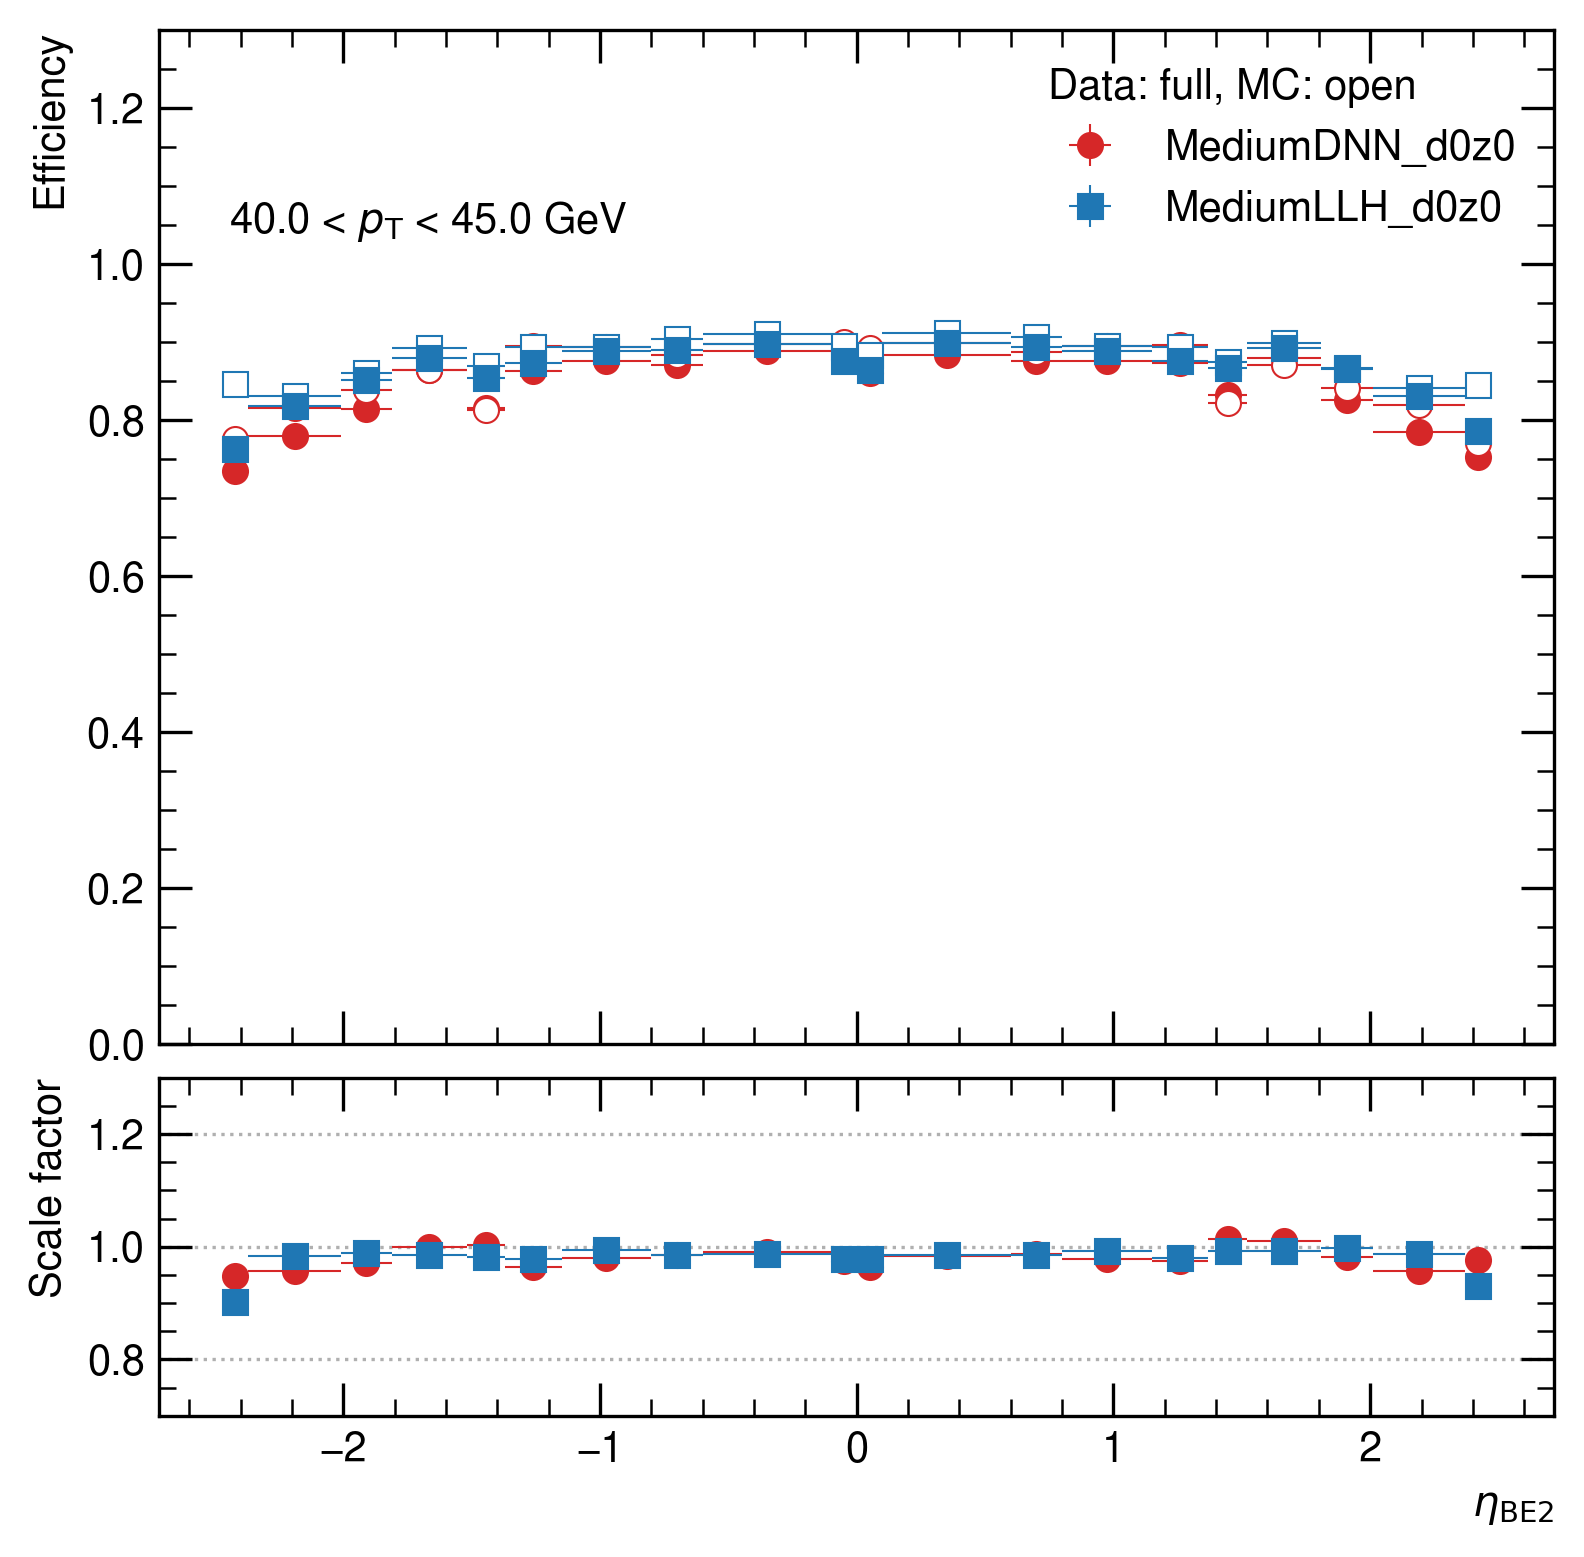 Efficiency
Data: full, MC: open
MediumDNN_d0z0
MediumLLH_d0z0
40.0 < p_T < 45.0 GeV
1.2
1.0
0.8
0.6
0.4
0.2
0.0
Scale factor
1.2
1.0
0.8
−2 −1 0 1 2
η_BE2